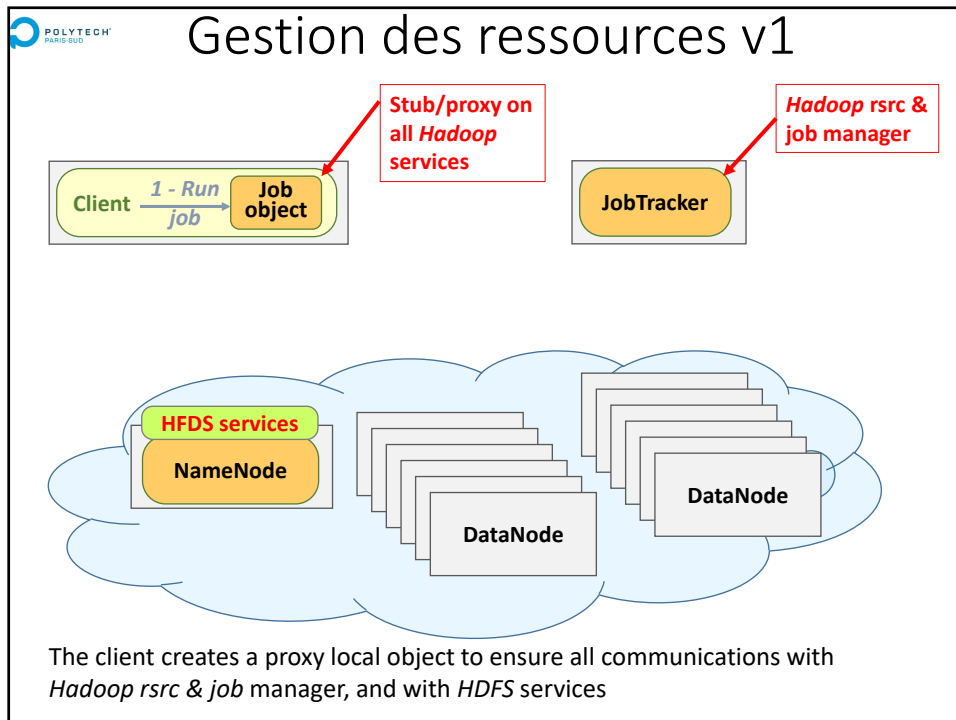 POLYTECH'
PARIS-SUD
Gestion des ressources v1
Stub/proxy on
all Hadoop
services
Hadoop rsrc &
job manager
Client
1 - Run
job
Job
object
JobTracker
HFDS services
NameNode
DataNode
DataNode
The client creates a proxy local object to ensure all communications with
Hadoop rsrc & job manager, and with HDFS services